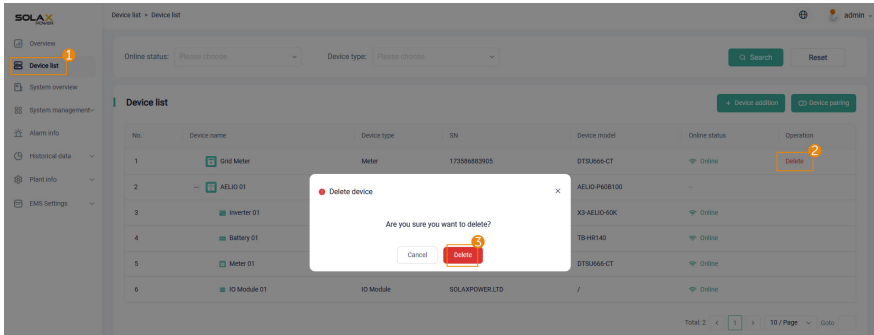 SOLAX POWER
Device list > Device list
admin
Overview
1
Device list
System overview
System management
Alarm info
Historical data
Plant info
EMS Settings
Online status: Please choose Device type: Please choose Search Reset
Device list + Device addition Device pairing
No. Device name Device type SN Device model Online status Operation
2
1 Grid Meter Meter 173586883905 DTSU666-CT Online Delete
2 AELIO 01 AELIO-P60B100 --
3 Inverter 01 X3-AELIO-60K Online
4 Battery 01 TB-HR140 Online
5 Meter 01 DTSU666-CT Online
6 IO Module 01 IO Module SOLAXPOWER.LTD / Online
Delete device ×
Are you sure you want to delete?
3
Cancel Delete
Total: 2 < 1 > 10 / Page Goto